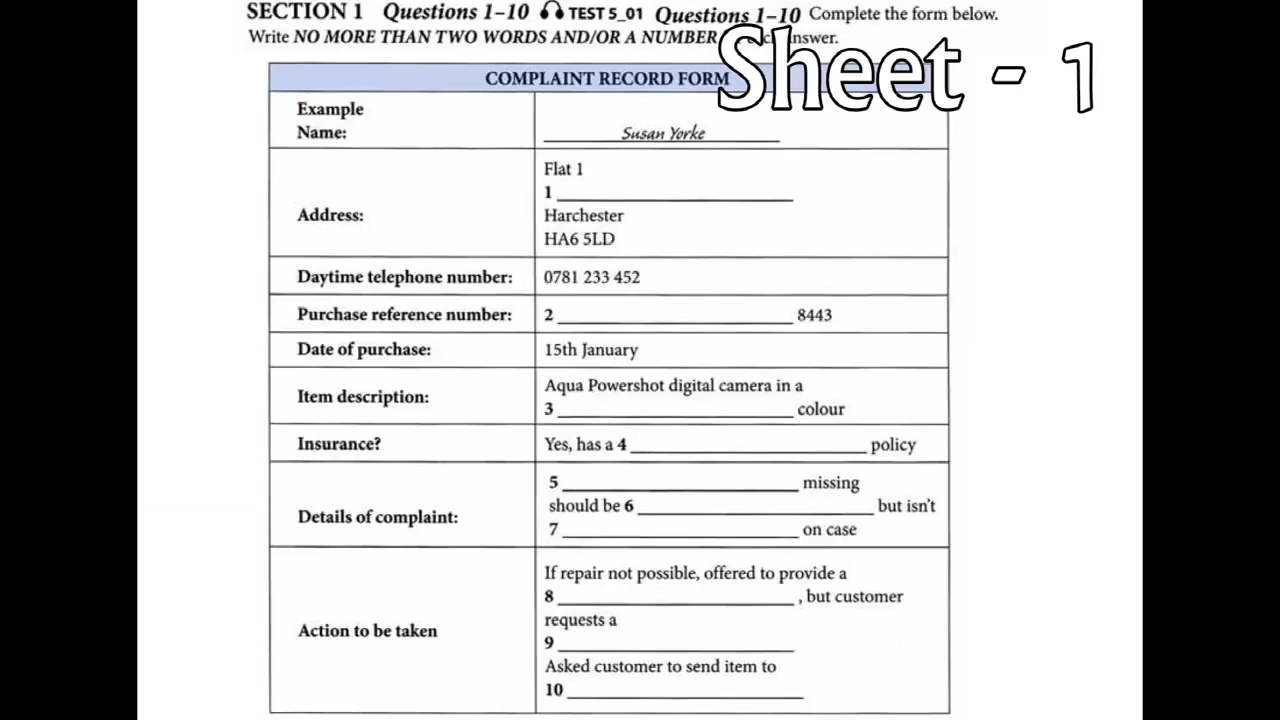 SECTION 1 Questions 1–10 TEST 5_01 Questions 1–10 Complete the form below.
Write NO MORE THAN TWO WORDS AND/OR A NUMBER answer.
Sheet - 1
COMPLAINT RECORD FORM
Example
Name: Susan Yorke
Flat 1
1
Address:
Harchester
HA6 5LD
Daytime telephone number: 0781 233 452
Purchase reference number: 2 8443
Date of purchase: 15th January
Aqua Powershot digital camera in a
Item description:
3 colour
Insurance? Yes, has a 4 policy
5 missing
should be 6 but isn't
Details of complaint:
7 on case
If repair not possible, offered to provide a
8 , but customer
requests a
Action to be taken
9
Asked customer to send item to
10